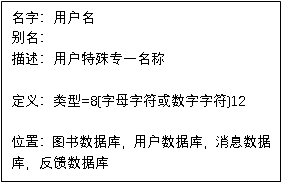 名字：用户名
别名：
描述：用户特殊专一名称
定义：类型=8{字母字符或数字字符}12
位置：图书数据库，用户数据库，消息数据
库，反馈数据库